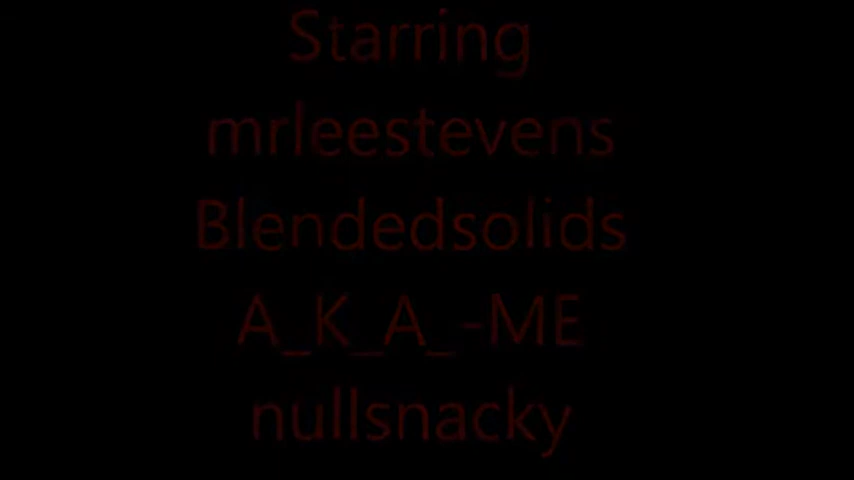 Starring
mrleestevens
Blendedsolids
A_K_A_-ME
nullsnacky